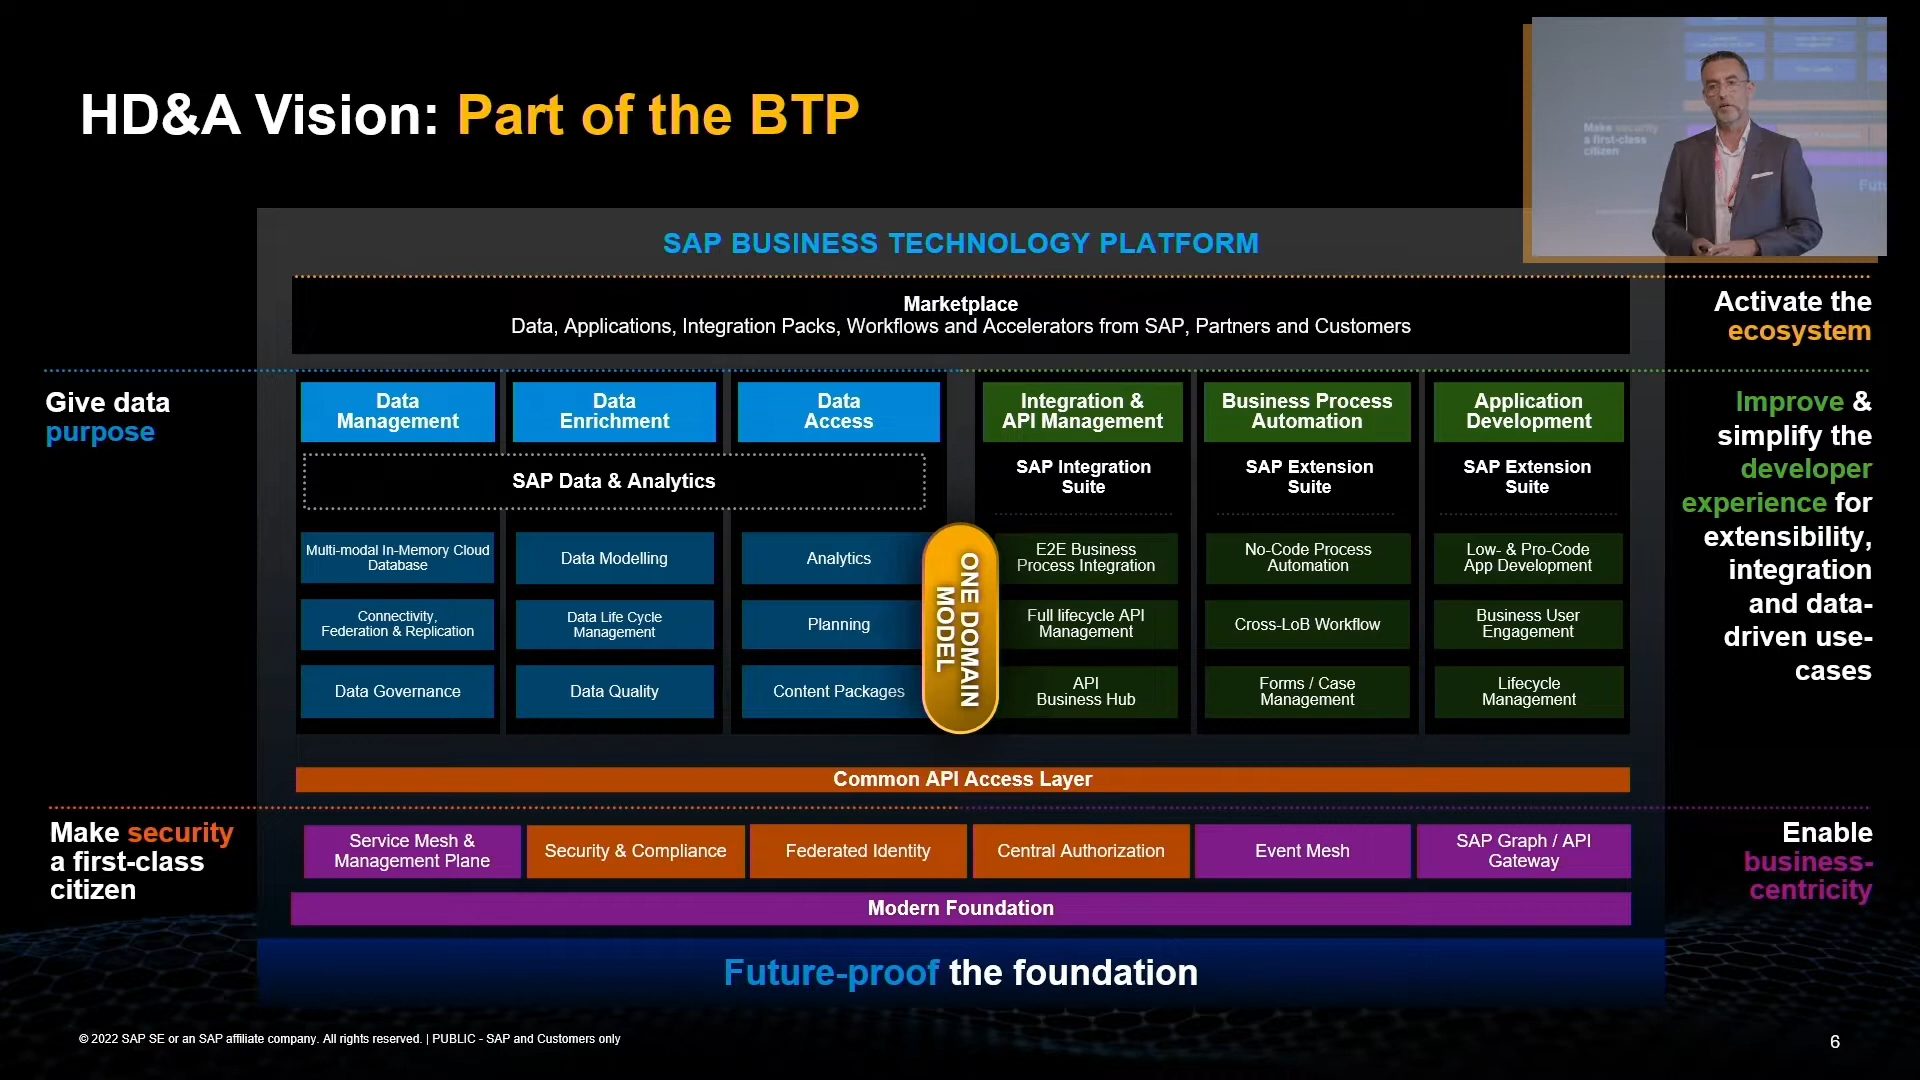 HD&A Vision: Part of the BTP
Make security
a first-class
citizen
SAP BUSINESS TECHNOLOGY PLATFORM
Marketplace
Data, Applications, Integration Packs, Workflows and Accelerators from SAP, Partners and Customers
Activate the
ecosystem
Give data
purpose
Data
Management
Data
Enrichment
Data
Access
Integration &
API Management
Business Process
Automation
Application
Development
Improve &
simplify the
developer
experience for
extensibility,
integration
and data-
driven use-
cases
SAP Data & Analytics
SAP Integration
Suite
SAP Extension
Suite
SAP Extension
Suite
Multi-modal In-Memory Cloud
Database
Data Modelling
Analytics
ONE DOMAIN
MODEL
E2E Business
Process Integration
No-Code Process
Automation
Low- & Pro-Code
App Development
Connectivity,
Federation & Replication
Data Life Cycle
Management
Planning
Full lifecycle API
Management
Cross-LoB Workflow
Business User
Engagement
Data Governance
Data Quality
Content Packages
API
Business Hub
Forms / Case
Management
Lifecycle
Management
Common API Access Layer
Make security
a first-class
citizen
Service Mesh &
Management Plane
Security & Compliance
Federated Identity
Central Authorization
Event Mesh
SAP Graph / API
Gateway
Enable
business-
centricity
Modern Foundation
Future-proof the foundation
© 2022 SAP SE or an SAP affiliate company. All rights reserved. | PUBLIC - SAP and Customers only
6